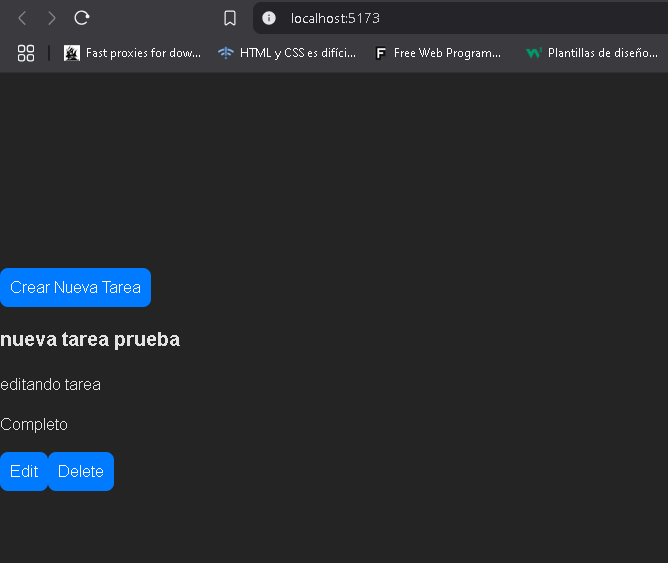 localhost:5173
Fast proxies for dow... HTML y CSS es difíci... Free Web Program... Plantillas de diseño...
Crear Nueva Tarea
nueva tarea prueba
editando tarea
Completo
Edit Delete